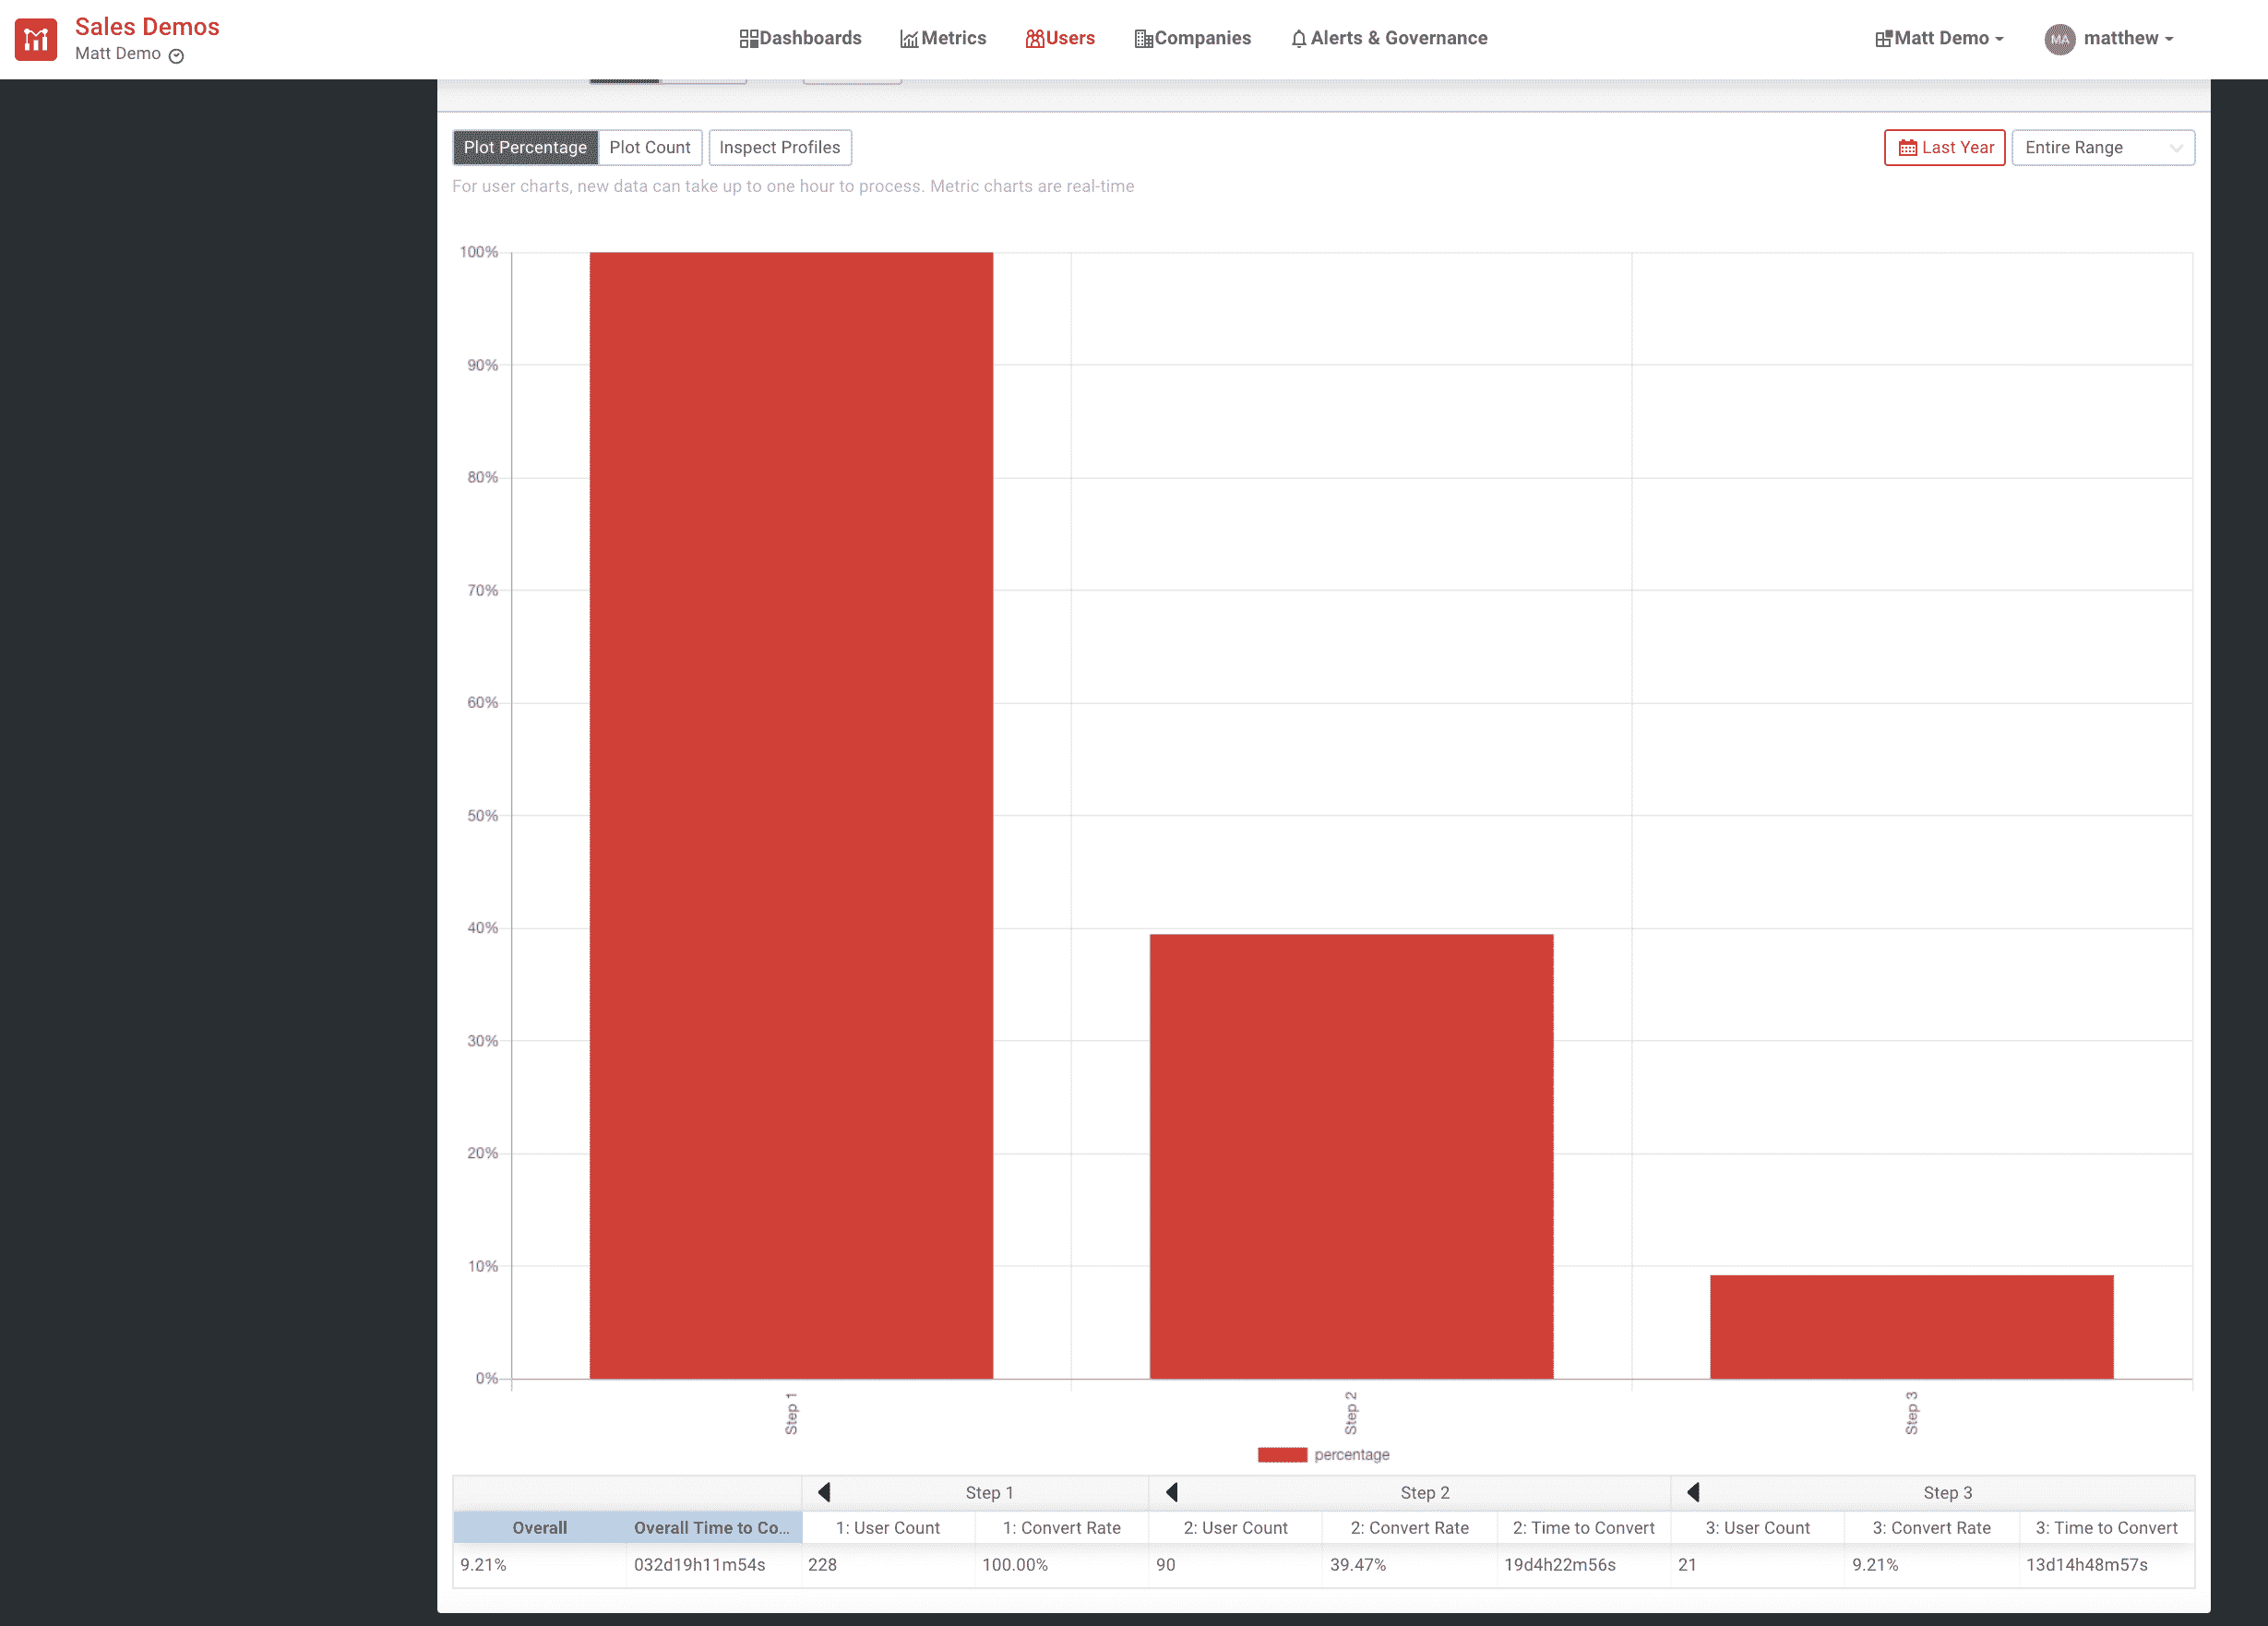 Sales Demos
Matt Demo
Dashboards Metrics Users Companies Alerts & Governance
Matt Demo MA matthew
Plot Percentage Plot Count Inspect Profiles
Last Year Entire Range
For user charts, new data can take up to one hour to process. Metric charts are real-time
100%
90%
80%
70%
60%
50%
40%
30%
20%
10%
0%
Step 1 Step 2 Step 3
percentage
Step 1 Step 2 Step 3
Overall Overall Time to Co... 1: User Count 1: Convert Rate 2: User Count 2: Convert Rate 2: Time to Convert 3: User Count 3: Convert Rate 3: Time to Convert
9.21% 032d19h11m54s 228 100.00% 90 39.47% 19d4h22m56s 21 9.21% 13d14h48m57s